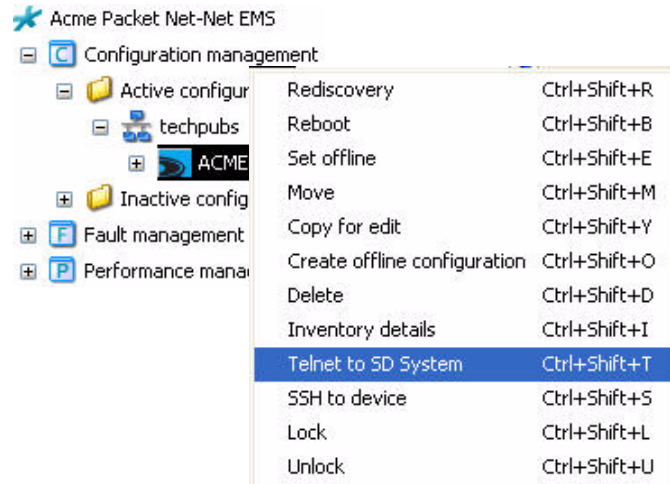 Acme Packet Net-Net EMS
Configuration management
Active configur
techpubs
ACME
Inactive config
Fault management
Performance mana
Rediscovery Ctrl+Shift+R
Reboot Ctrl+Shift+B
Set offline Ctrl+Shift+E
Move Ctrl+Shift+M
Copy for edit Ctrl+Shift+Y
Create offline configuration Ctrl+Shift+O
Delete Ctrl+Shift+D
Inventory details Ctrl+Shift+I
Telnet to SD System Ctrl+Shift+T
SSH to device Ctrl+Shift+S
Lock Ctrl+Shift+L
Unlock Ctrl+Shift+U